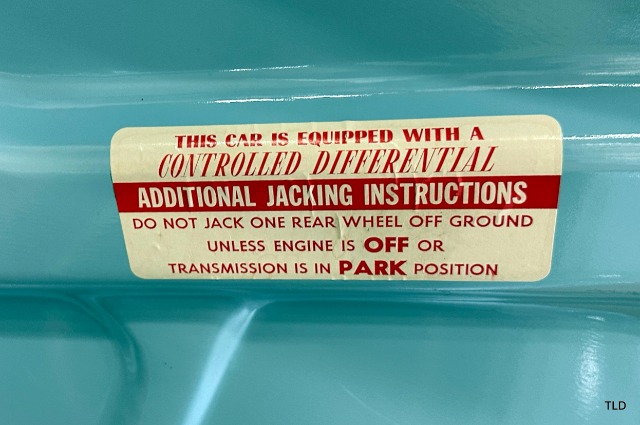 THIS CAR IS EQUIPPED WITH A
CONTROLLED DIFFERENTIAL
ADDITIONAL JACKING INSTRUCTIONS
DO NOT JACK ONE REAR WHEEL OFF GROUND
UNLESS ENGINE IS OFF OR
TRANSMISSION IS IN PARK POSITION
TLD